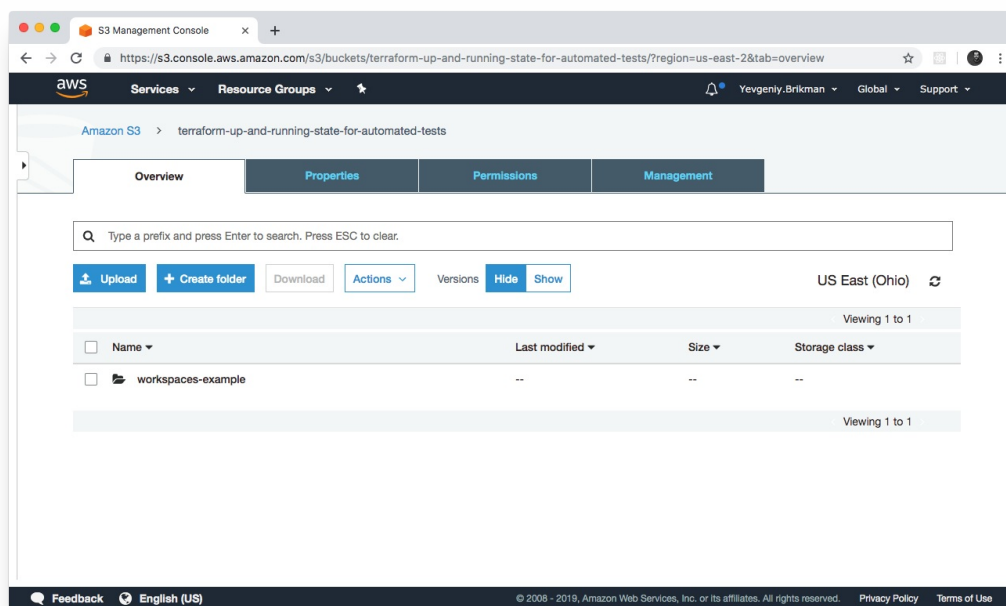 S3 Management Console
https://s3.console.aws.amazon.com/s3/buckets/terraform-up-and-running-state-for-automated-tests/?region=us-east-2&tab=overview
aws Services Resource Groups Yevgeniy.Brikman Global Support
Amazon S3 > terraform-up-and-running-state-for-automated-tests
Overview Properties Permissions Management
Type a prefix and press Enter to search. Press ESC to clear.
Upload + Create folder Download Actions Versions Hide Show US East (Ohio)
Viewing 1 to 1
Name Last modified Size Storage class
workspaces-example -- -- --
Viewing 1 to 1
Feedback English (US) © 2008 - 2019, Amazon Web Services, Inc. or its affiliates. All rights reserved. Privacy Policy Terms of Use